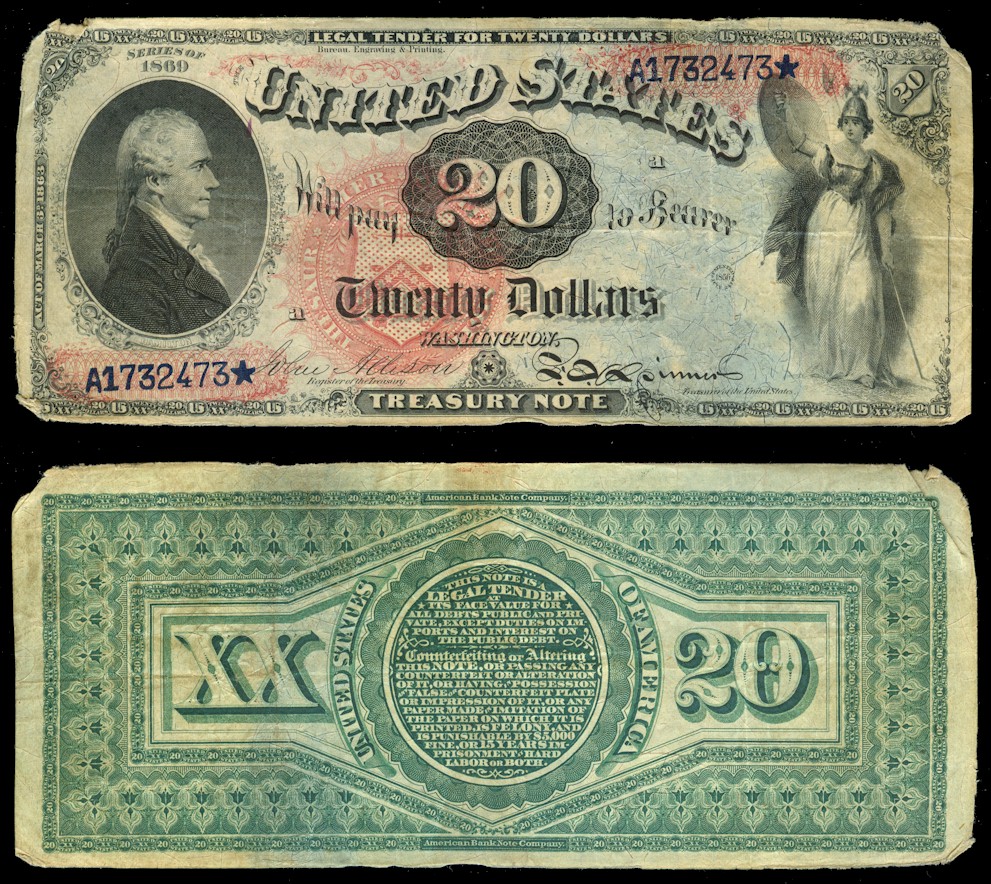 LEGAL TENDER FOR TWENTY DOLLARS
Bureau, Engraving & Printing.
SERIES OF
1869
20
A1732473★
20
UNITED STATES
ACT OF MARCH 3D 1863
a
Will pay 20 to Bearer
a
Twenty Dollars
WASHINGTON.
A1732473★
John Allison
Register of the Treasury
F. E. Spinner
Treasurer of the United States.
TREASURY NOTE
American Bank Note Company.
XX
UNITED STATES
OF AMERICA
20
THIS NOTE IS A
LEGAL TENDER
AT
★ ITS FACE VALUE FOR ★
ALL DEBTS PUBLIC AND PRI-
VATE, EXCEPT DUTIES ON IM
PORTS AND INTEREST ON
THE PUBLIC DEBT.
Counterfeiting or Altering
THIS NOTE, OR PASSING ANY
COUNTERFEIT OR ALTERATION
OF IT, OR HAVING IN POSSESSION
ANY FALSE OR COUNTERFEIT PLATE
OR IMPRESSION OF IT, OR ANY
PAPER MADE IN IMITATION OF
THE PAPER ON WHICH IT IS
PRINTED, IS FELONY, AND
IS PUNISHABLE BY $5,000
FINE, OR 15 YEARS IM-
PRISONMENT AT HARD
LABOR OR BOTH.
American Bank Note Company.